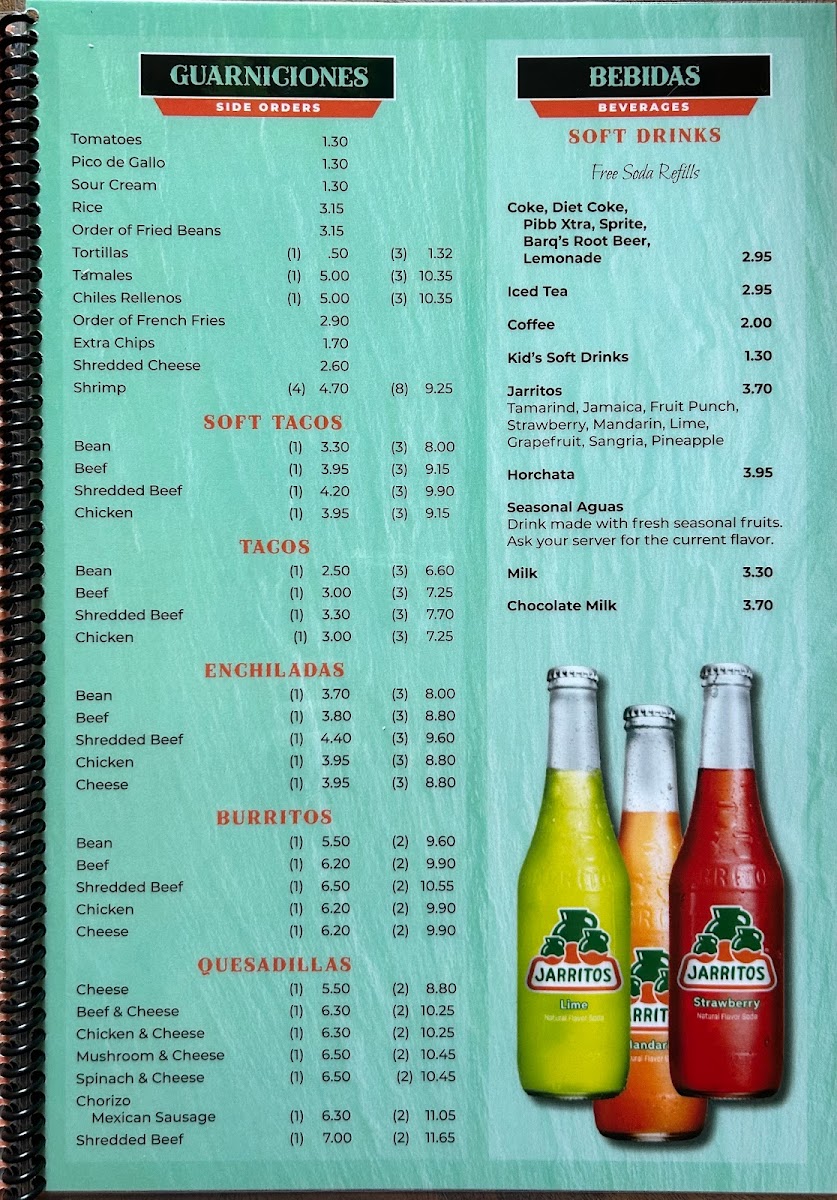 GUARNICIONES
SIDE ORDERS
Tomatoes 1.30
Pico de Gallo 1.30
Sour Cream 1.30
Rice 3.15
Order of Fried Beans 3.15
Tortillas (1) .50 (3) 1.32
Tamales (1) 5.00 (3) 10.35
Chiles Rellenos (1) 5.00 (3) 10.35
Order of French Fries 2.90
Extra Chips 1.70
Shredded Cheese 2.60
Shrimp (4) 4.70 (8) 9.25
SOFT TACOS
Bean (1) 3.30 (3) 8.00
Beef (1) 3.95 (3) 9.15
Shredded Beef (1) 4.20 (3) 9.90
Chicken (1) 3.95 (3) 9.15
TACOS
Bean (1) 2.50 (3) 6.60
Beef (1) 3.00 (3) 7.25
Shredded Beef (1) 3.30 (3) 7.70
Chicken (1) 3.00 (3) 7.25
ENCHILADAS
Bean (1) 3.70 (3) 8.00
Beef (1) 3.80 (3) 8.80
Shredded Beef (1) 4.40 (3) 9.60
Chicken (1) 3.95 (3) 8.80
Cheese (1) 3.95 (3) 8.80
BURRITOS
Bean (1) 5.50 (2) 9.60
Beef (1) 6.20 (2) 9.90
Shredded Beef (1) 6.50 (2) 10.55
Chicken (1) 6.20 (2) 9.90
Cheese (1) 6.20 (2) 9.90
QUESADILLAS
Cheese (1) 5.50 (2) 8.80
Beef & Cheese (1) 6.30 (2) 10.25
Chicken & Cheese (1) 6.30 (2) 10.25
Mushroom & Cheese (1) 6.50 (2) 10.45
Spinach & Cheese (1) 6.50 (2) 10.45
Chorizo
Mexican Sausage (1) 6.30 (2) 11.05
Shredded Beef (1) 7.00 (2) 11.65
BEBIDAS
BEVERAGES
SOFT DRINKS
Free Soda Refills
Coke, Diet Coke,
Pibb Xtra, Sprite,
Barq's Root Beer,
Lemonade 2.95
Iced Tea 2.95
Coffee 2.00
Kid's Soft Drinks 1.30
Jarritos 3.70
Tamarind, Jamaica, Fruit Punch,
Strawberry, Mandarin, Lime,
Grapefruit, Sangria, Pineapple
Horchata 3.95
Seasonal Aguas
Drink made with fresh seasonal fruits.
Ask your server for the current flavor.
Milk 3.30
Chocolate Milk 3.70
JARRITOS
Lime
Natural Flavor Soda
JARRITOS
Strawberry
Natural Flavor Soda